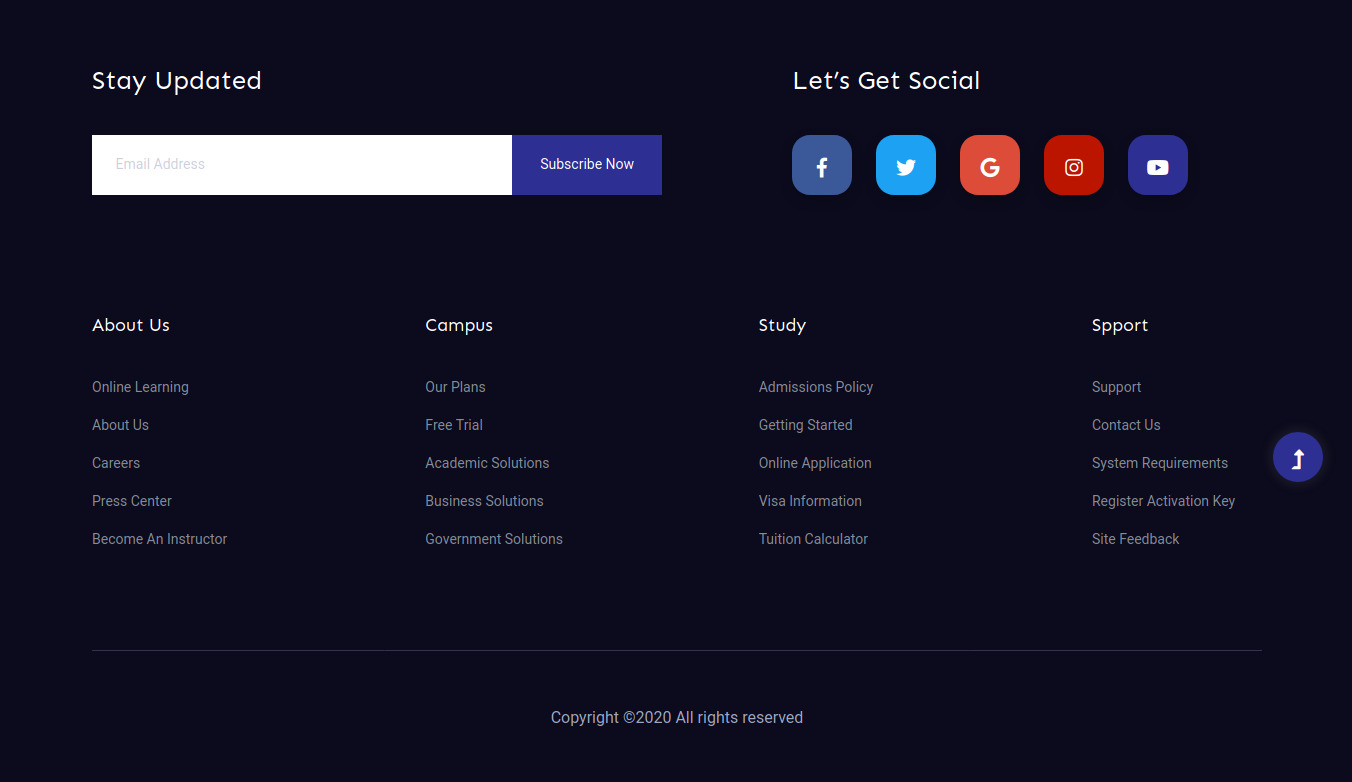 Stay Updated
Let's Get Social
Email Address
Subscribe Now
About Us
Online Learning
About Us
Careers
Press Center
Become An Instructor
Campus
Our Plans
Free Trial
Academic Solutions
Business Solutions
Government Solutions
Study
Admissions Policy
Getting Started
Online Application
Visa Information
Tuition Calculator
Spport
Support
Contact Us
System Requirements
Register Activation Key
Site Feedback
Copyright ©2020 All rights reserved